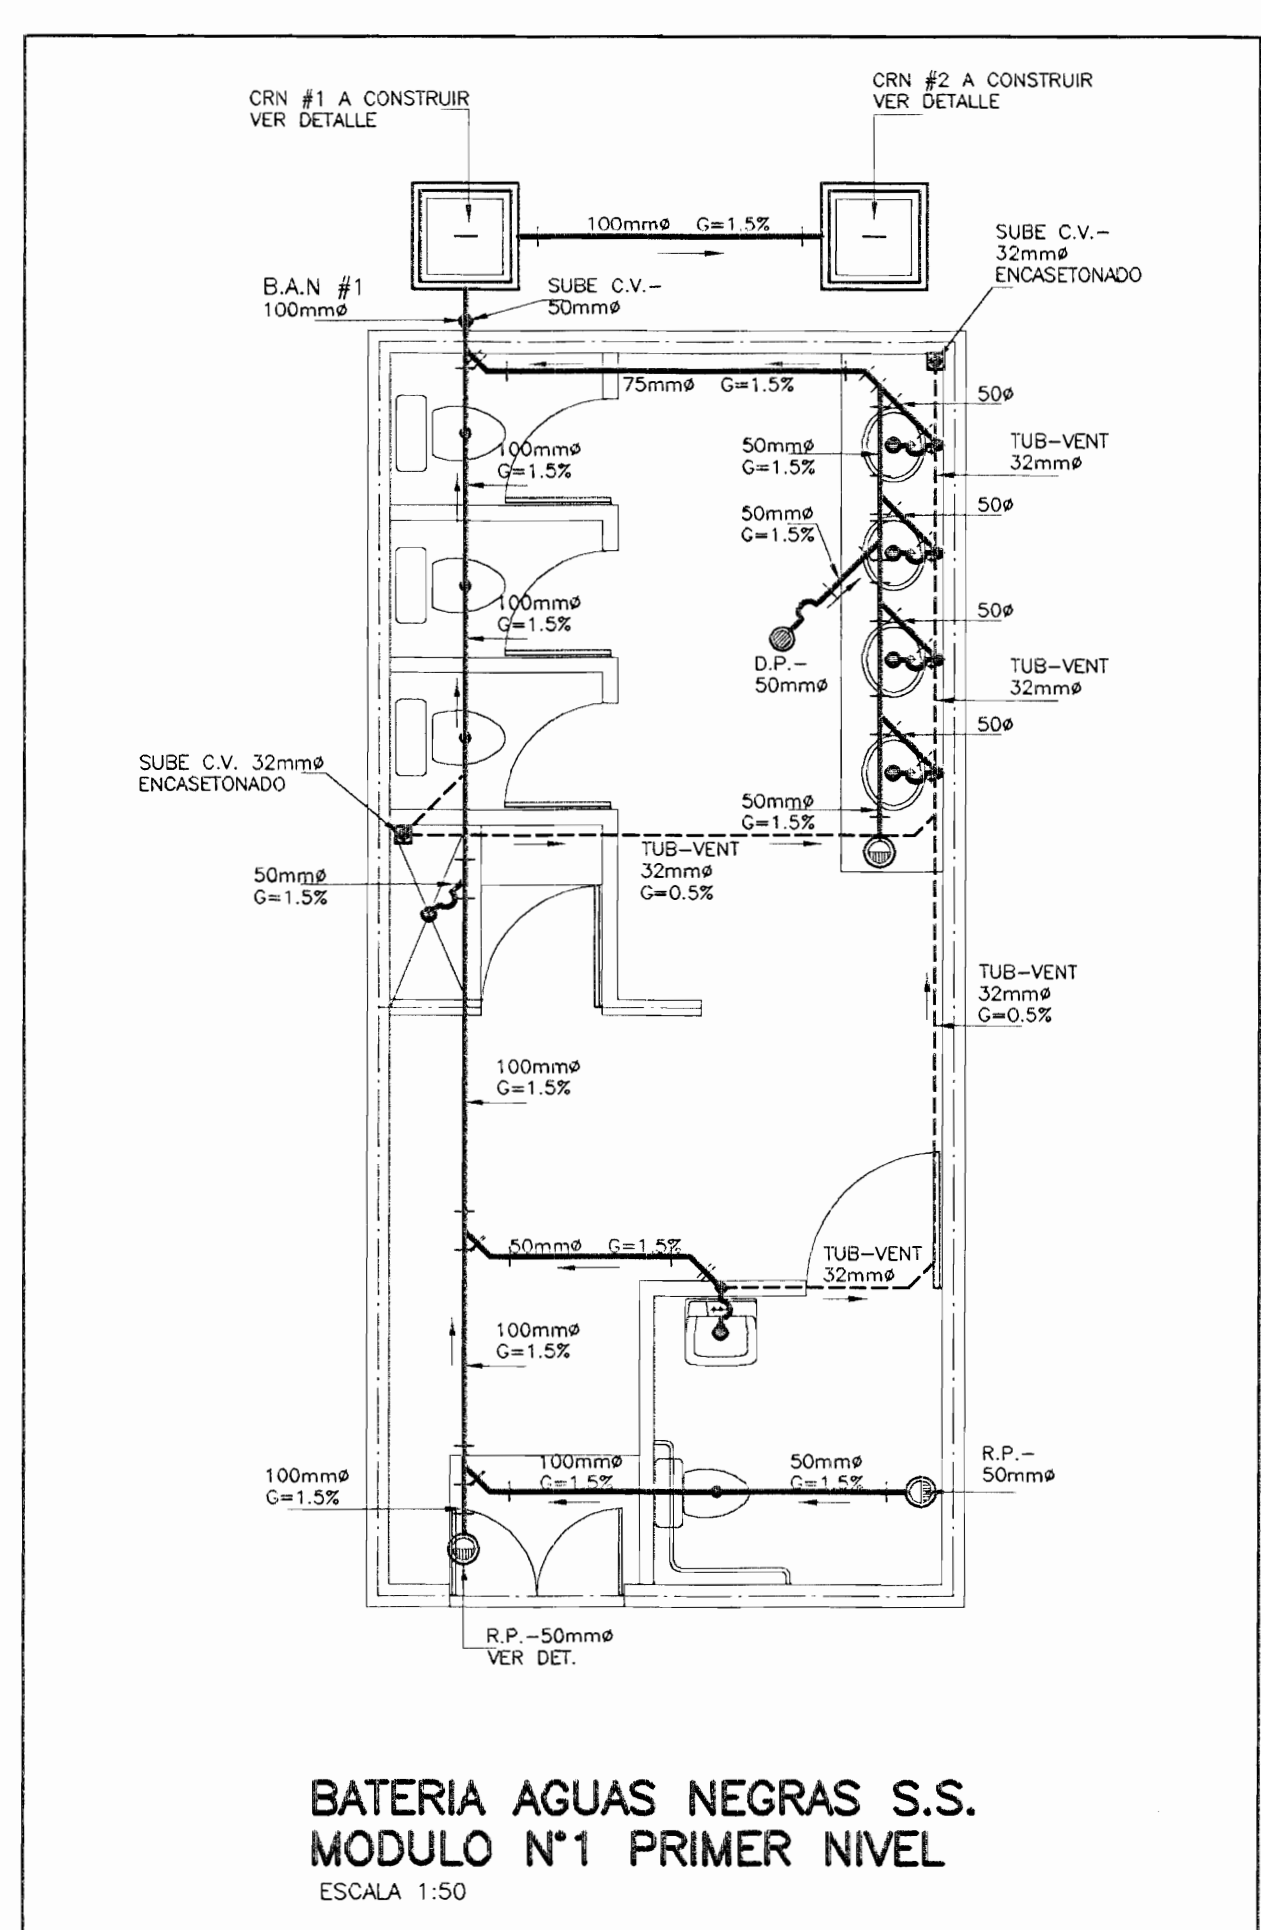 CRN #1 A CONSTRUIR
VER DETALLE
CRN #2 A CONSTRUIR
VER DETALLE
100mmø G=1.5%
SUBE C.V.-
32mmø
ENCASETONADO
B.A.N #1
100mmø
SUBE C.V.-
50mmø
75mmø G=1.5%
50ø
100mmø
G=1.5%
50mmø
G=1.5%
TUB-VENT
32mmø
50mmø
G=1.5%
50ø
100mmø
G=1.5%
50ø
D.P.-
50mmø
TUB-VENT
32mmø
50ø
SUBE C.V. 32mmø
ENCASETONADO
50mmø
G=1.5%
TUB-VENT
32mmø
G=0.5%
50mmø
G=1.5%
TUB-VENT
32mmø
G=0.5%
100mmø
G=1.5%
50mmø G=1.5%
TUB-VENT
32mmø
100mmø
G=1.5%
100mmø
G=1.5%
100mmø
G=1.5%
50mmø
G=1.5%
R.P.-
50mmø
R.P.-50mmø
VER DET.
BATERIA AGUAS NEGRAS S.S.
MODULO N°1 PRIMER NIVEL
ESCALA 1:50